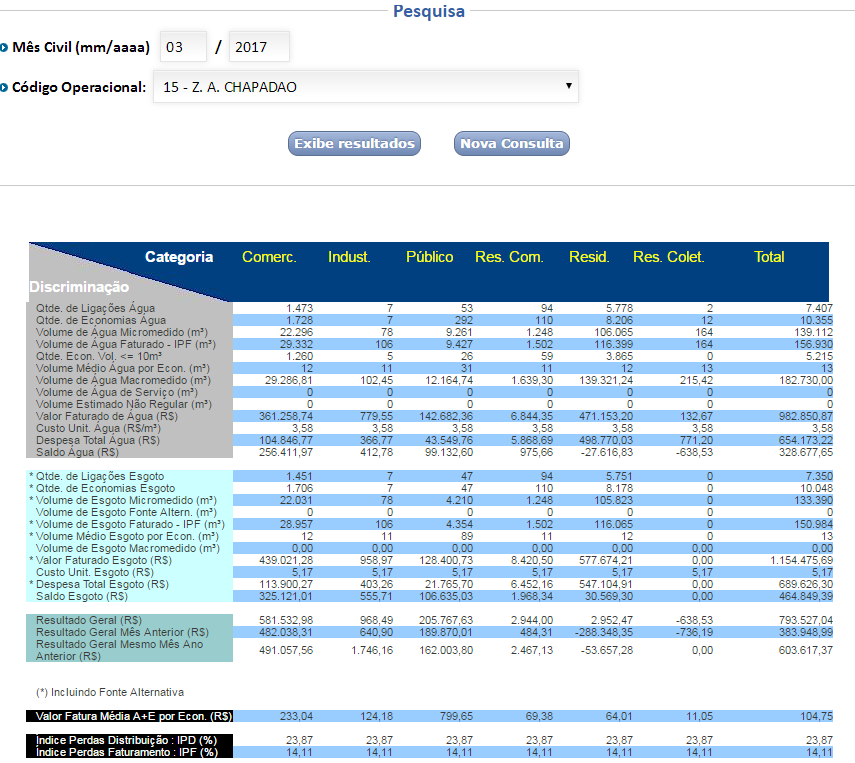 Pesquisa
Mês Civil (mm/aaaa) 03 / 2017
Código Operacional: 15 - Z. A. CHAPADAO
Exibe resultados Nova Consulta
Categoria Comerc. Indust. Público Res. Com. Resid. Res. Colet. Total
Discriminação
Qtde. de Ligações Água 1.473 7 53 94 5.778 2 7.407
Qtde. de Economias Água 1.728 7 292 110 8.206 12 10.355
Volume de Água Micromedido (m³) 22.296 78 9.261 1.248 106.065 164 139.112
Volume de Água Faturado - IPF (m³) 29.332 106 9.427 1.502 116.399 164 156.930
Qtde. Econ. Vol. <= 10m³ 1.260 5 26 59 3.865 0 5.215
Volume Médio Água por Econ. (m³) 12 11 31 11 12 13 13
Volume de Água Macromedido (m³) 29.286,81 102,45 12.164,74 1.639,30 139.321,24 215,42 182.730,00
Volume de Água de Serviço (m³) 0 0 0 0 0 0 0
Volume Estimado Não Regular (m³) 0 0 0 0 0 0 0
Valor Faturado de Água (R$) 361.258,74 779,55 142.682,36 6.844,35 471.153,20 132,67 982.850,87
Custo Unit. Água (R$/m³) 3,58 3,58 3,58 3,58 3,58 3,58 3,58
Despesa Total Água (R$) 104.846,77 366,77 43.549,76 5.868,69 498.770,03 771,20 654.173,22
Saldo Água (R$) 256.411,97 412,78 99.132,60 975,66 -27.616,83 -638,53 328.677,65
* Qtde. de Ligações Esgoto 1.451 7 47 94 5.751 0 7.350
* Qtde. de Economias Esgoto 1.706 7 47 110 8.178 0 10.048
* Volume de Esgoto Micromedido (m³) 22.031 78 4.210 1.248 105.823 0 133.390
Volume de Esgoto Fonte Altern. (m³) 0 0 0 0 0 0 0
* Volume de Esgoto Faturado - IPF (m³) 28.957 106 4.354 1.502 116.065 0 150.984
* Volume Médio Esgoto por Econ. (m³) 12 11 89 11 12 0 13
Volume de Esgoto Macromedido (m³) 0,00 0,00 0,00 0,00 0,00 0,00 0,00
* Valor Faturado Esgoto (R$) 439.021,28 958,97 128.400,73 8.420,50 577.674,21 0,00 1.154.475,69
Custo Unit. Esgoto (R$) 5,17 5,17 5,17 5,17 5,17 5,17 5,17
* Despesa Total Esgoto (R$) 113.900,27 403,26 21.765,70 6.452,16 547.104,91 0,00 689.626,30
Saldo Esgoto (R$) 325.121,01 555,71 106.635,03 1.968,34 30.569,30 0,00 464.849,39
Resultado Geral (R$) 581.532,98 968,49 205.767,63 2.944,00 2.952,47 -638,53 793.527,04
Resultado Geral Mês Anterior (R$) 482.038,31 640,90 189.870,01 484,31 -288.348,35 -736,19 383.948,99
Resultado Geral Mesmo Mês Ano
Anterior (R$) 491.057,56 1.746,16 162.003,80 2.467,13 -53.657,28 0,00 603.617,37
(*) Incluindo Fonte Alternativa
Valor Fatura Média A+E por Econ. (R$) 233,04 124,18 799,65 69,38 64,01 11,05 104,75
Índice Perdas Distribuição : IPD (%) 23,87 23,87 23,87 23,87 23,87 23,87 23,87
Índice Perdas Faturamento : IPF (%) 14,11 14,11 14,11 14,11 14,11 14,11 14,11